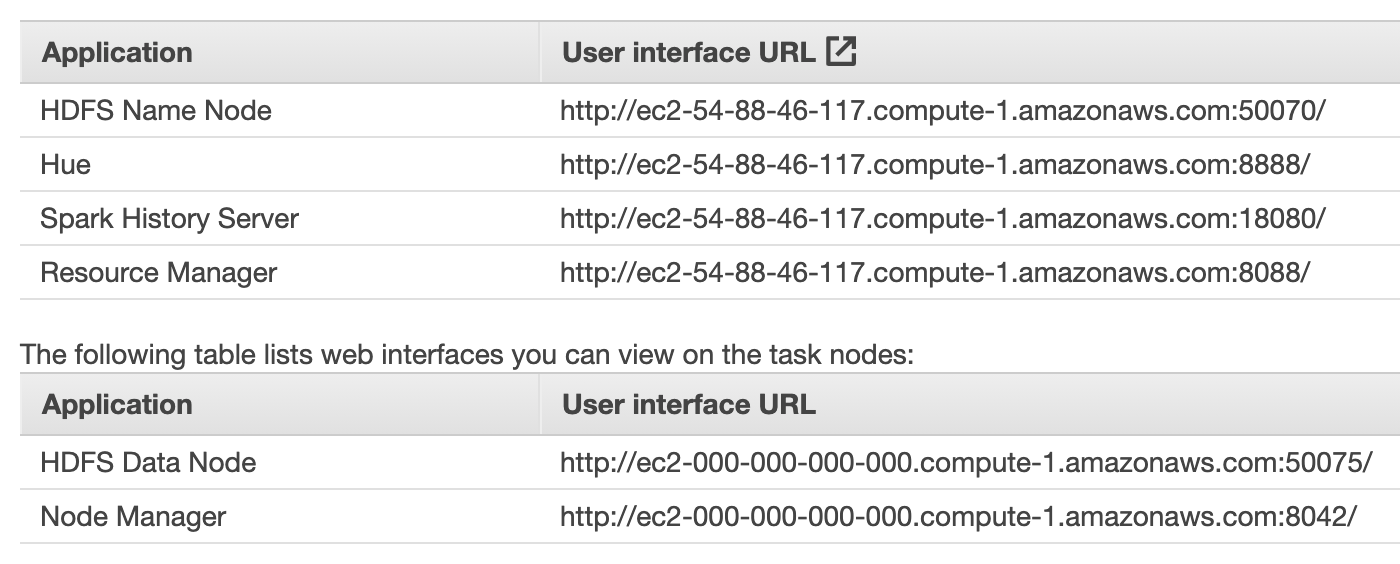 Application User interface URL
HDFS Name Node http://ec2-54-88-46-117.compute-1.amazonaws.com:50070/
Hue http://ec2-54-88-46-117.compute-1.amazonaws.com:8888/
Spark History Server http://ec2-54-88-46-117.compute-1.amazonaws.com:18080/
Resource Manager http://ec2-54-88-46-117.compute-1.amazonaws.com:8088/
The following table lists web interfaces you can view on the task nodes:
Application User interface URL
HDFS Data Node http://ec2-000-000-000-000.compute-1.amazonaws.com:50075/
Node Manager http://ec2-000-000-000-000.compute-1.amazonaws.com:8042/